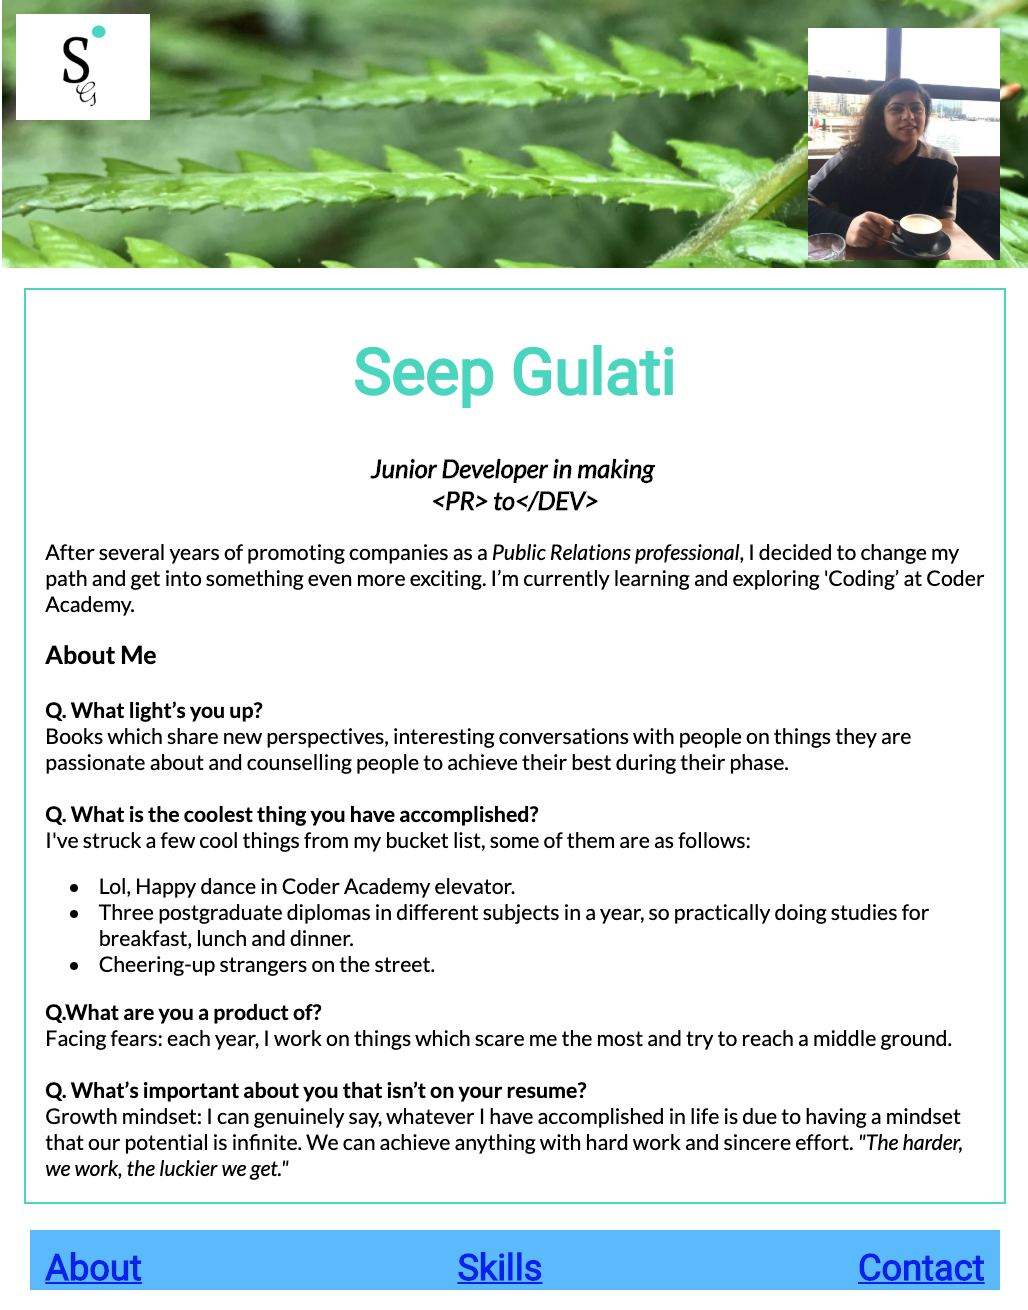 S
G
Seep Gulati
Junior Developer in making
<PR> to</DEV>
After several years of promoting companies as a Public Relations professional, I decided to change my
path and get into something even more exciting. I’m currently learning and exploring 'Coding’ at Coder
Academy.
About Me
Q. What light’s you up?
Books which share new perspectives, interesting conversations with people on things they are
passionate about and counselling people to achieve their best during their phase.
Q. What is the coolest thing you have accomplished?
I've struck a few cool things from my bucket list, some of them are as follows:
• Lol, Happy dance in Coder Academy elevator.
• Three postgraduate diplomas in different subjects in a year, so practically doing studies for
breakfast, lunch and dinner.
• Cheering-up strangers on the street.
Q.What are you a product of?
Facing fears: each year, I work on things which scare me the most and try to reach a middle ground.
Q. What’s important about you that isn’t on your resume?
Growth mindset: I can genuinely say, whatever I have accomplished in life is due to having a mindset
that our potential is infinite. We can achieve anything with hard work and sincere effort. "The harder,
we work, the luckier we get."
About Skills Contact